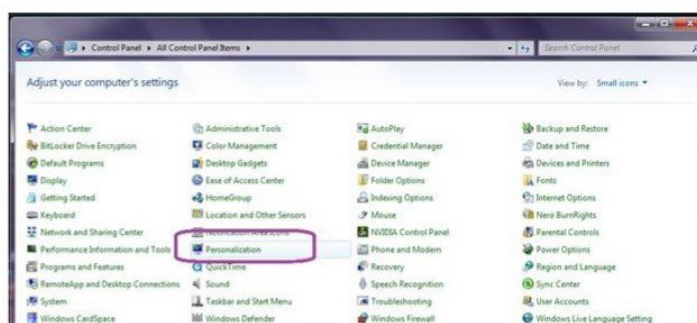 Control Panel ▸ All Control Panel Items ▸ Search Control Panel
Adjust your computer's settings View by: Small icons
Action Center Administrative Tools AutoPlay Backup and Restore
BitLocker Drive Encryption Color Management Credential Manager Date and Time
Default Programs Desktop Gadgets Device Manager Devices and Printers
Display Ease of Access Center Folder Options Fonts
Getting Started HomeGroup Indexing Options Internet Options
Keyboard Location and Other Sensors Mouse Nero BurnRights
Network and Sharing Center Notification Area Icons NVIDIA Control Panel Parental Controls
Performance Information and Tools Personalization Phone and Modem Power Options
Programs and Features QuickTime Recovery Region and Language
RemoteApp and Desktop Connections Sound Speech Recognition Sync Center
System Taskbar and Start Menu Troubleshooting User Accounts
Windows CardSpace Windows Defender Windows Firewall Windows Live Language Setting